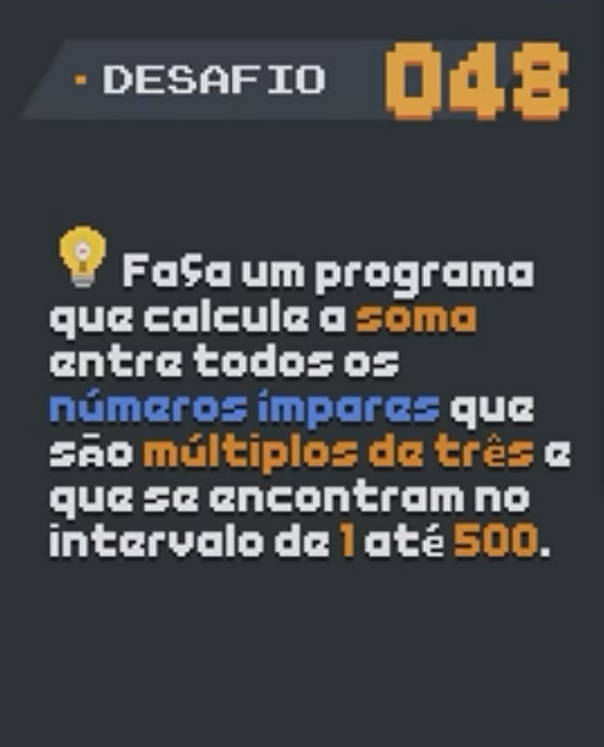 DESAFIO 048
Faça um programa
que calcule a soma
entre todos os
números ímpares que
são múltiplos de três e
que se encontram no
intervalo de 1 até 500.